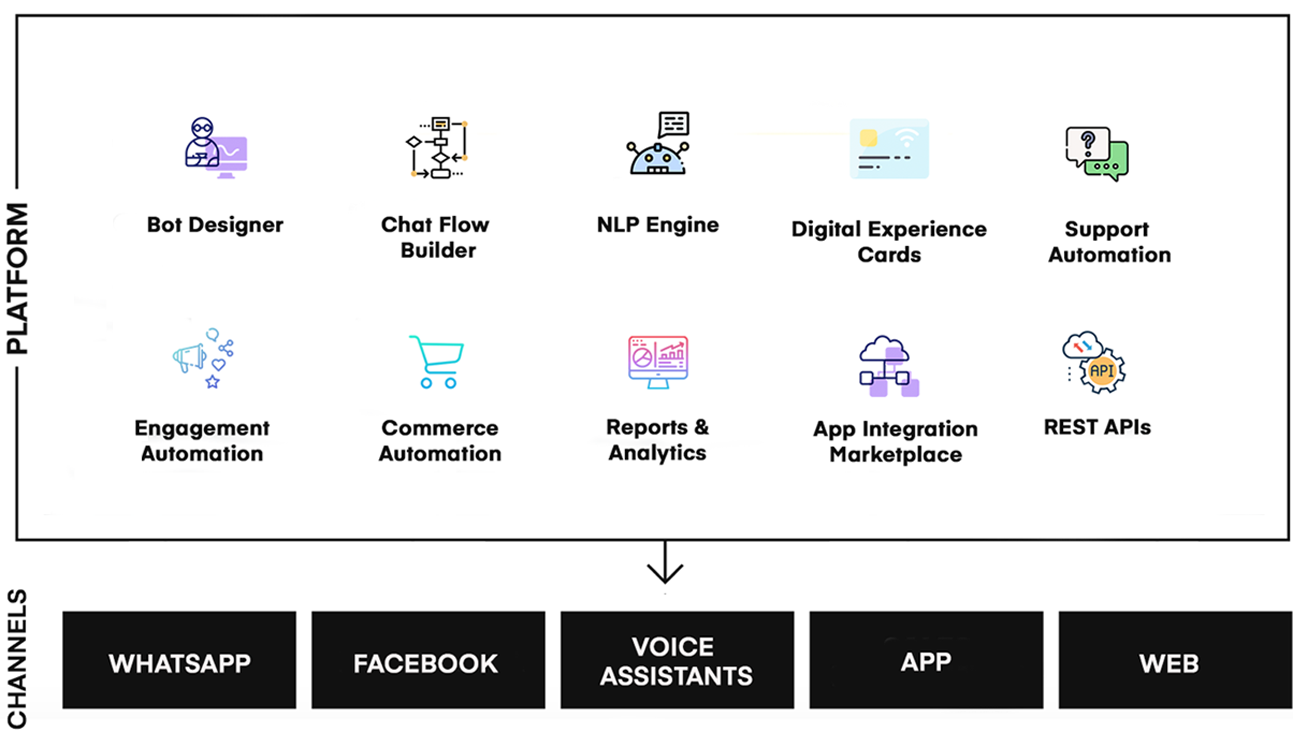 PLATFORM
Bot Designer
Chat Flow
Builder
NLP Engine
Digital Experience
Cards
Support
Automation
Engagement
Automation
Commerce
Automation
Reports &
Analytics
App Integration
Marketplace
API
REST APIs
CHANNELS
WHATSAPP
FACEBOOK
VOICE
ASSISTANTS
APP
WEB